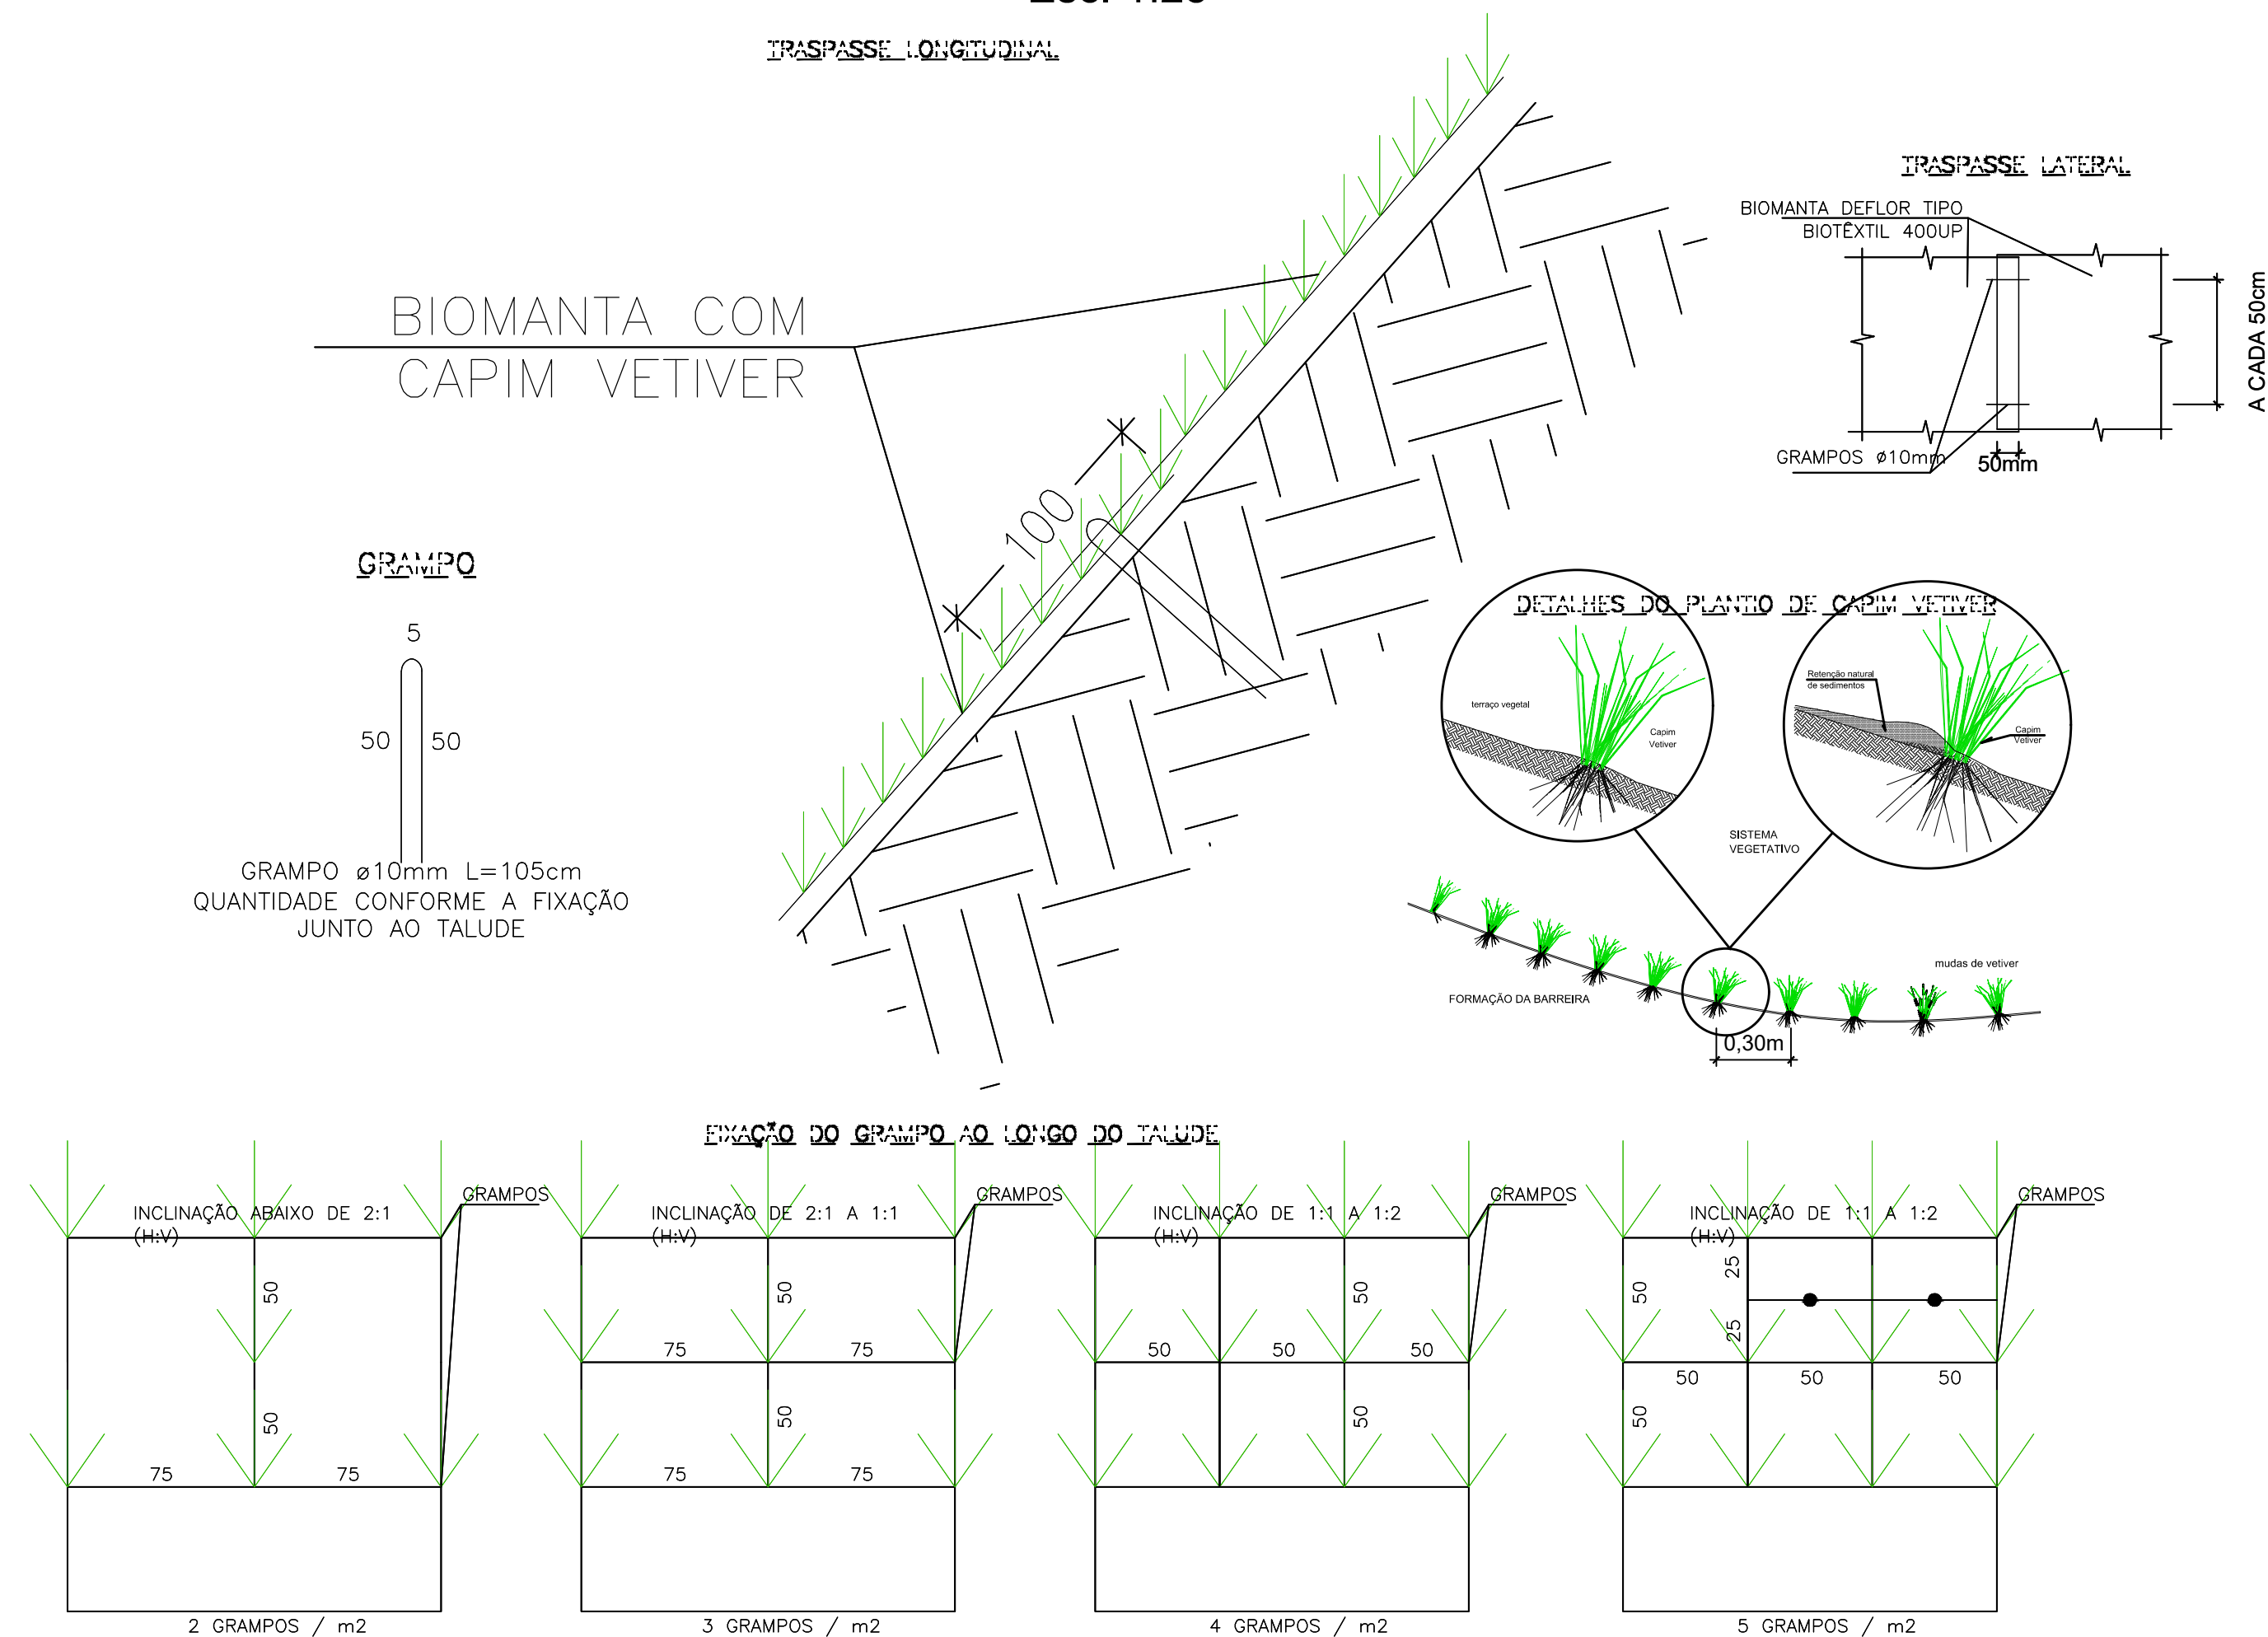 TRASPASSE LONGITUDINAL
TRASPASSE LATERAL
BIOMANTA DEFLOR TIPO
BIOTÊXTIL 400UP
A CADA 50cm
GRAMPOS ø10mm
50mm
BIOMANTA COM
CAPIM VETIVER
100
GRAMPO
5
50
50
GRAMPO ø10mm L=105cm
QUANTIDADE CONFORME A FIXAÇÃO
JUNTO AO TALUDE
DETALHES DO PLANTIO DE CAPIM VETIVER
terraço vegetal
Capim
Vetiver
Retenção natural
de sedimentos
Capim
Vetiver
SISTEMA
VEGETATIVO
mudas de vetiver
FORMAÇÃO DA BARREIRA
0,30m
FIXAÇÃO DO GRAMPO AO LONGO DO TALUDE
INCLINAÇÃO ABAIXO DE 2:1
(H:V)
GRAMPOS
50
50
75
75
2 GRAMPOS / m2
INCLINAÇÃO DE 2:1 A 1:1
(H:V)
GRAMPOS
50
75
75
50
75
75
3 GRAMPOS / m2
INCLINAÇÃO DE 1:1 A 1:2
(H:V)
GRAMPOS
50
50
50
50
50
4 GRAMPOS / m2
INCLINAÇÃO DE 1:1 A 1:2
(H:V)
GRAMPOS
25
50
25
50
50
50
50
5 GRAMPOS / m2